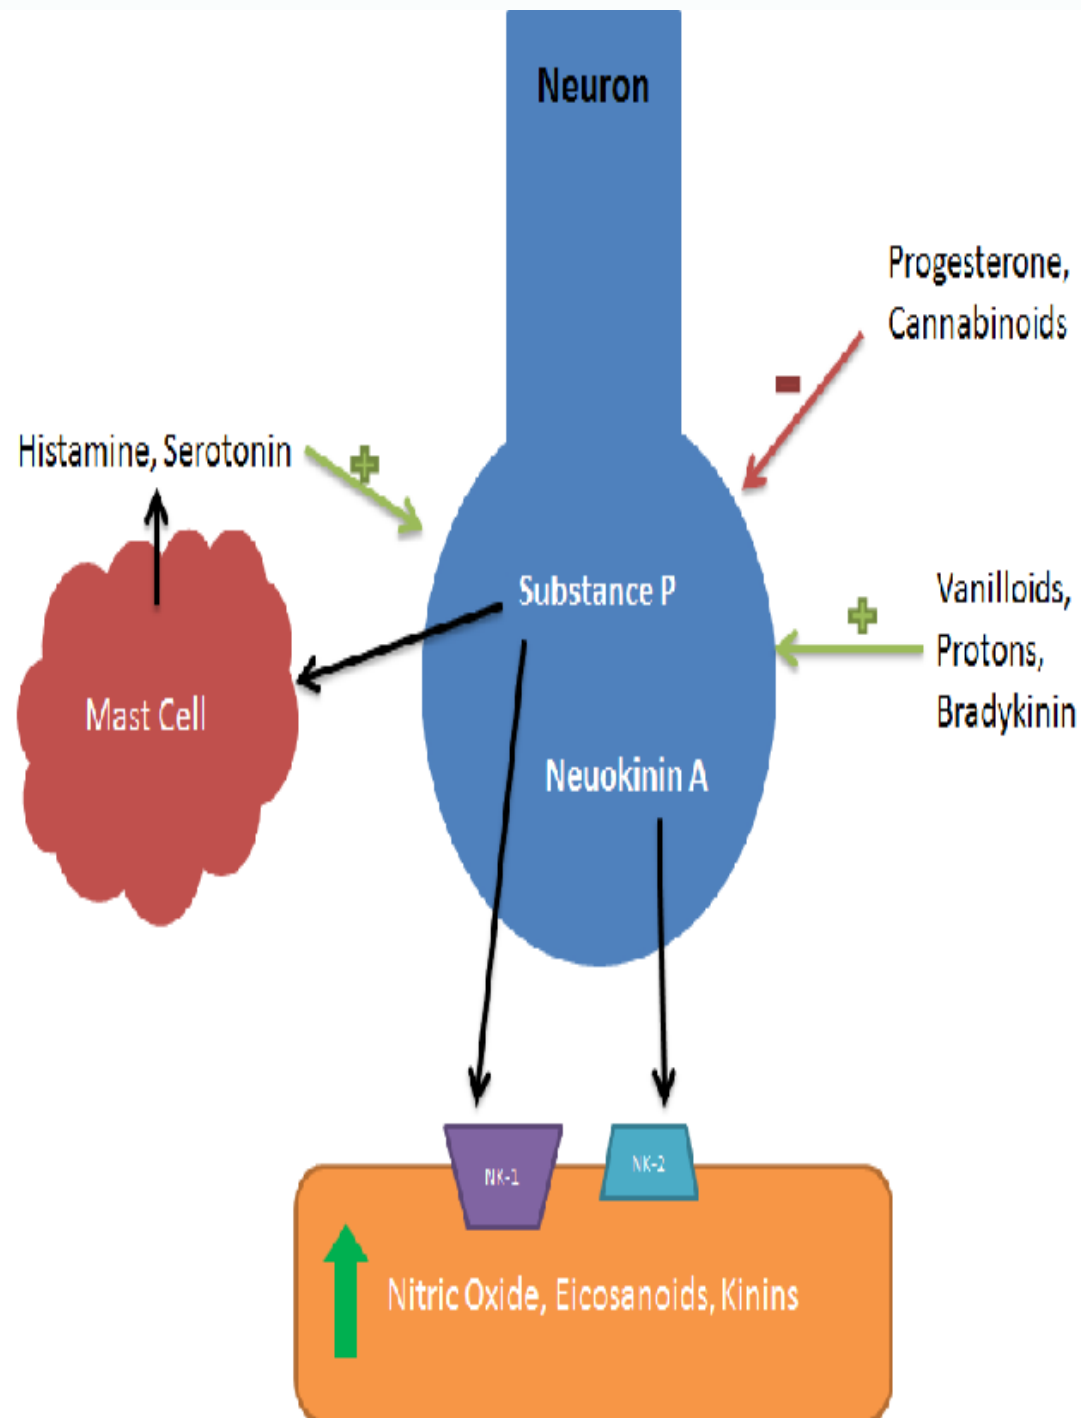 Neuron
Progesterone,
Cannabinoids
Histamine, Serotonin
Substance P
Vanilloids,
Protons,
Bradykinin
Mast Cell
Neuokinin A
NK-1
NK-2
Nitric Oxide, Eicosanoids, Kinins